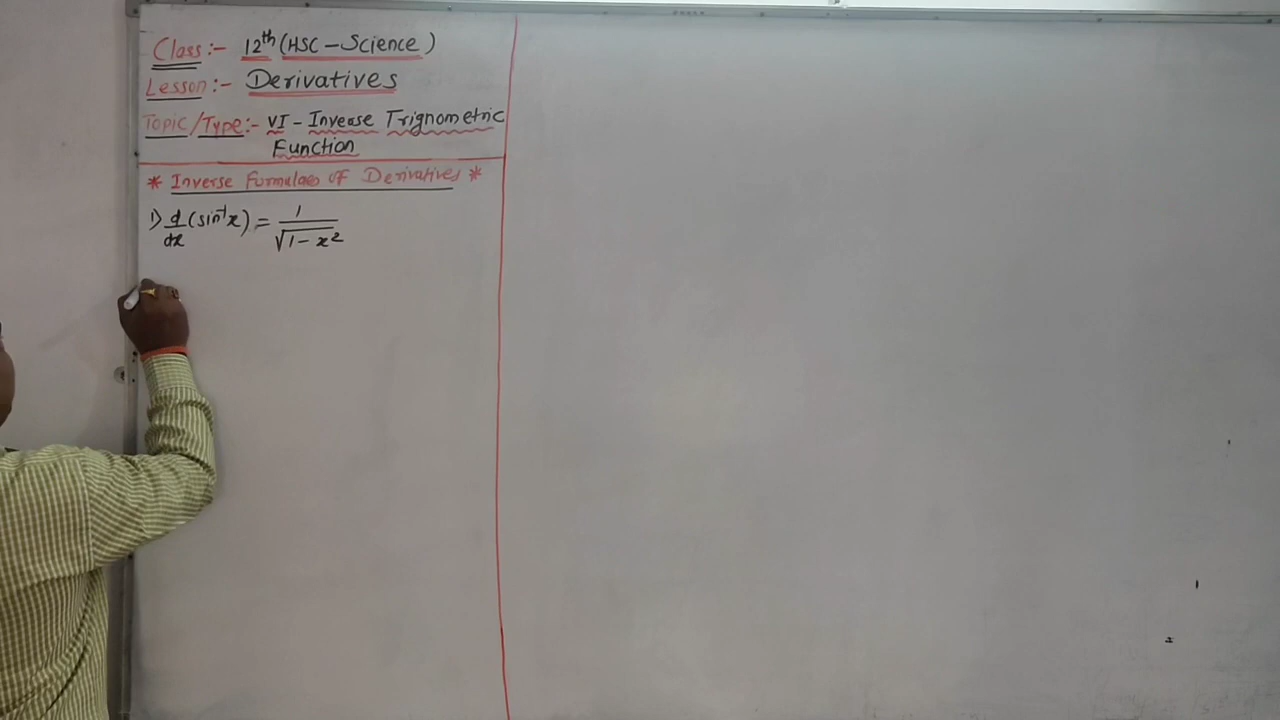 Class :- 12th (HSC - Science)
Lesson :- Derivatives
Topic/Type :- VI - Inverse Trignometric
Function
* Inverse Formulaes of Derivatives *
1) d/dx (sin⁻¹x) = 1/√(1 - x²)